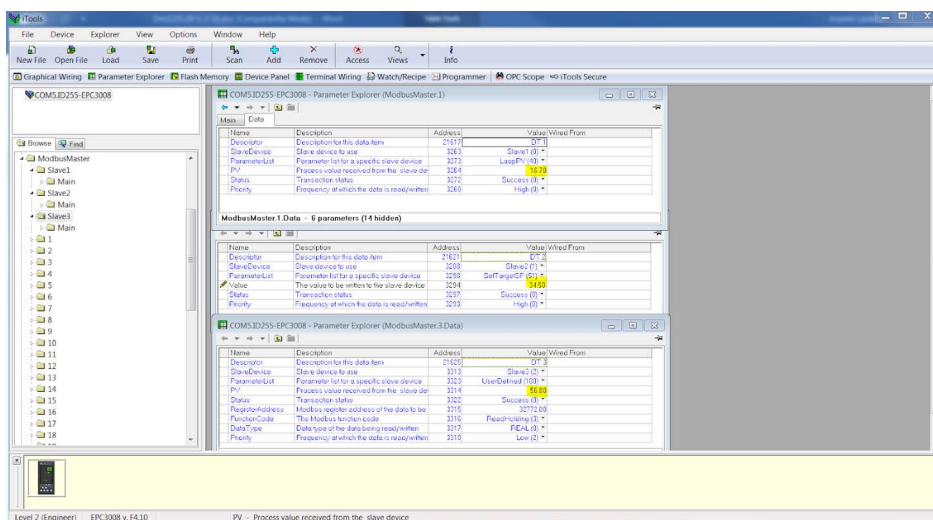 iTools
File Device Explorer View Options Window Help
New File Open File Load Save Print Scan Add Remove Access Views Info
Graphical Wiring Parameter Explorer Flash Memory Device Panel Terminal Wiring Watch/Recipe Programmer OPC Scope iTools Secure
COM5.ID255-EPC3008
Browse Find
ModbusMaster
Slave1
Main
Slave2
Main
Slave3
Main
1
2
3
4
5
6
7
8
9
10
11
12
13
14
15
16
17
18
COM5.ID255-EPC3008 - Parameter Explorer (ModbusMaster.1)
Main Data
Name Description Address Value Wired From
Descriptor Description for this data item 21617 DT.1
SlaveDevice Slave device to use 3263 Slave1 (0)
ParameterList Parameter list for a specific slave device 3273 LoopPV (40)
PV Process value received from the slave de 3264 16.70
Status Transaction status 3272 Success (0)
Priority Frequency at which the data is read/written 3268 High (0)
ModbusMaster.1.Data - 6 parameters (14 hidden)
Name Description Address Value Wired From
Descriptor Description for this data item 21621 DT.2
SlaveDevice Slave device to use 3288 Slave2 (1)
ParameterList Parameter list for a specific slave device 3298 SetTargetSP (51)
Value The value to be written to the slave device 3294 34.50
Status Transaction status 3297 Success (0)
Priority Frequency at which the data is read/written 3293 High (0)
COM5.ID255-EPC3008 - Parameter Explorer (ModbusMaster.3.Data)
Name Description Address Value Wired From
Descriptor Description for this data item 21625 DT.3
SlaveDevice Slave device to use 3313 Slave3 (2)
ParameterList Parameter list for a specific slave device 3323 UserDefined (100)
PV Process value received from the slave de 3314 56.00
Status Transaction status 3322 Success (0)
RegisterAddress Modbus register address of the data to be 3315 32772.00
FunctionCode The Modbus function code 3316 ReadHolding (3)
DataType Data type of the data being read/written 3317 REAL (8)
Priority Frequency at which the data is read/written 3318 Low (2)
Level 2 (Engineer) EPC3008 v. F4.10 PV - Process value received from the slave device